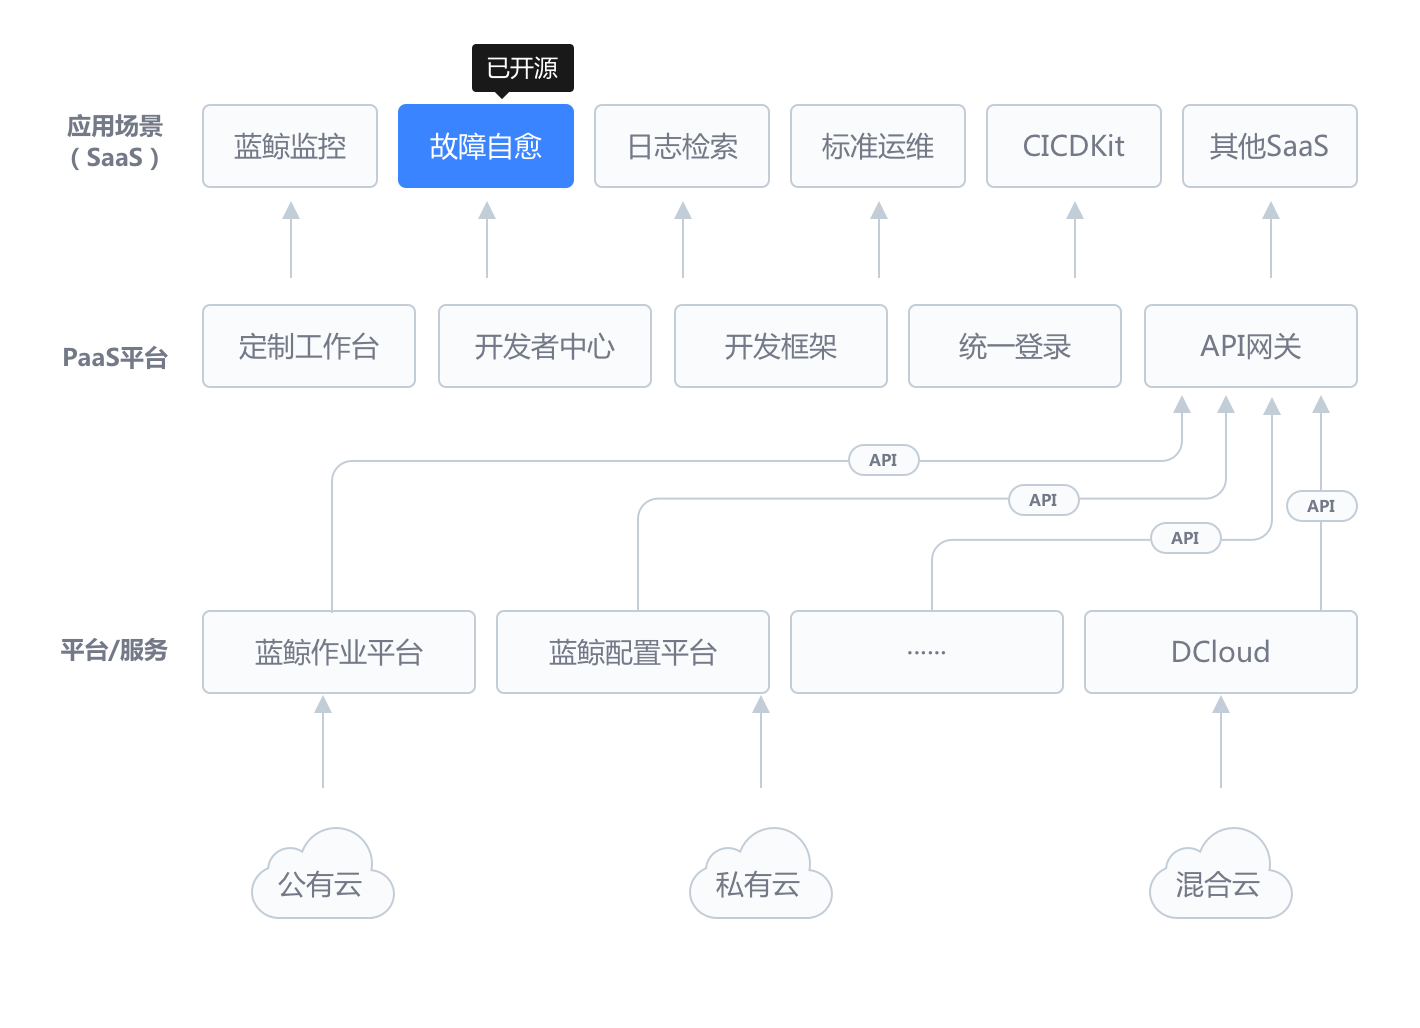 已开源
应用场景
（SaaS）
蓝鲸监控
故障自愈
日志检索
标准运维
CICDKit
其他SaaS
PaaS平台
定制工作台
开发者中心
开发框架
统一登录
API网关
API
API
API
API
平台/服务
蓝鲸作业平台
蓝鲸配置平台
······
DCloud
公有云
私有云
混合云